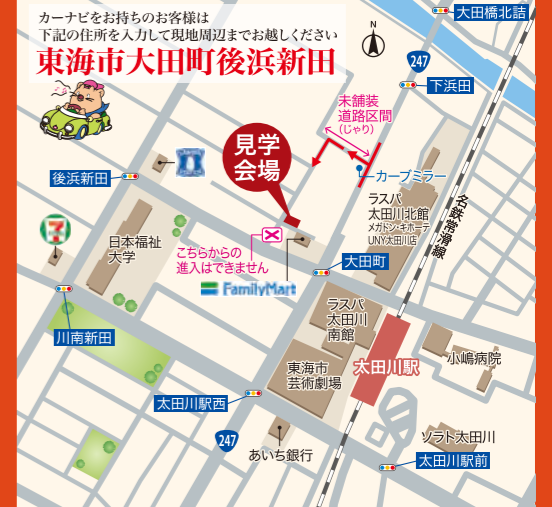 カーナビをお持ちのお客様は
下記の住所を入力して現地周辺までお越しください
東海市大田町後浜新田
N
大田橋北詰
247
下浜田
未舗装
道路区間
(じゃり)
見学
会場
カーブミラー
後浜新田
ラスパ
太田川北館
メガドン・キホーテ
UNY太田川店
名鉄常滑線
7
日本福祉
大学
こちらからの
進入はできません
大田町
FamilyMart
川南新田
ラスパ
太田川
南館
太田川駅
小嶋病院
東海市
芸術劇場
太田川駅西
247
あいち銀行
ソラト太田川
太田川駅前